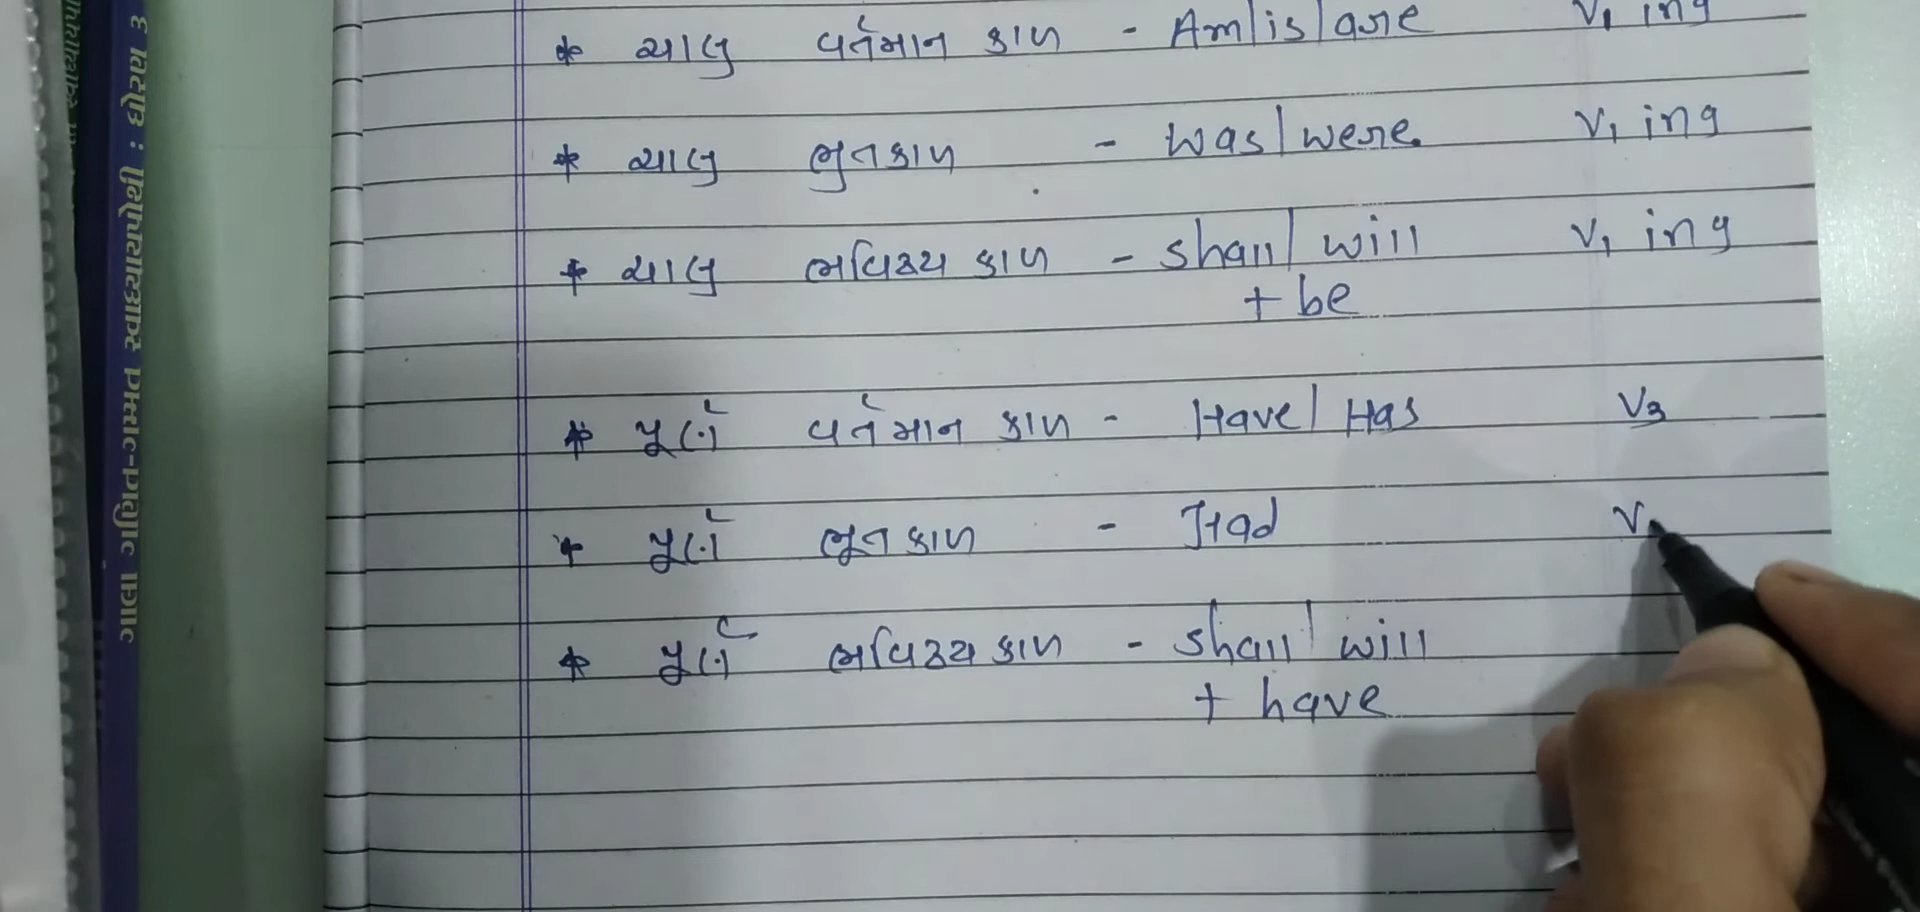 * ચાલુ વર્તમાન કાળ - Am/is/are V1 ing
* ચાલુ ભુતકાળ - was/were. V1 ing
* ચાલુ ભવિષ્ય કાળ - shall/will V1 ing
+ be
* પૂર્ણ વર્તમાન કાળ - Have/Has V3
* પૂર્ણ ભૂતકાળ - Had V
* પૂર્ણ ભવિષ્ય કાળ - shall/will
+ have